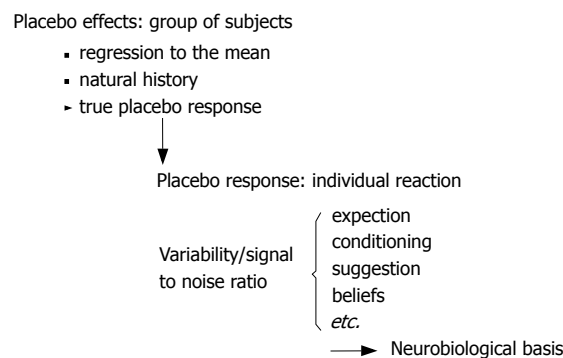 Placebo effects: group of subjects
▪ regression to the mean
▪ natural history
► true placebo response
Placebo response: individual reaction
Variability/signal
to noise ratio
expection
conditioning
suggestion
beliefs
etc.
Neurobiological basis